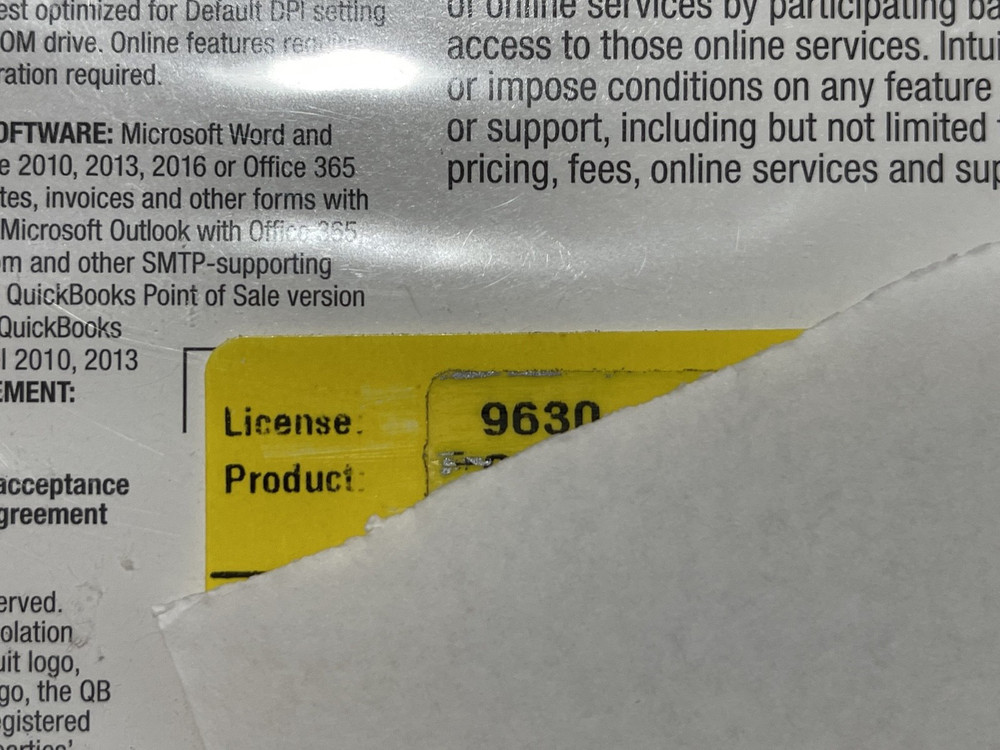 est optimized for Default DPI setting
OM drive. Online features
ration required.
OFTWARE: Microsoft Word and
e 2010, 2013, 2016 or Office 365
tes, invoices and other forms with
Microsoft Outlook with Office 365
m and other SMTP-supporting
QuickBooks Point of Sale version
QuickBooks
l 2010, 2013
EMENT:
acceptance
greement
erved.
olation
uit logo,
go, the QB
egistered
of online services by participating ba
access to those online services. Intui
or impose conditions on any feature
or support, including but not limited
pricing, fees, online services and sup
License: 9630
Product: